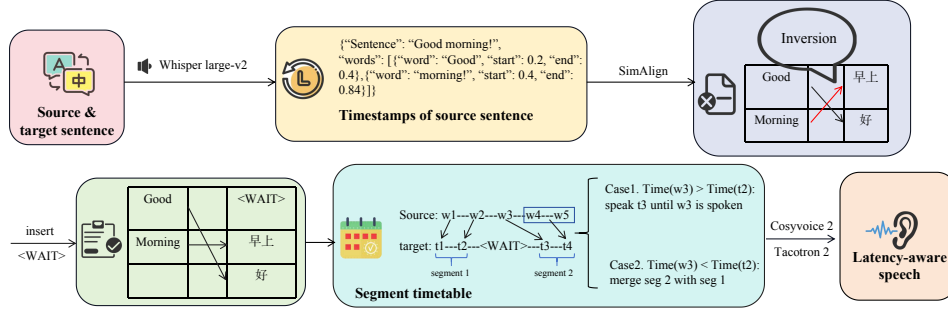 A
中
Source &
target sentence
Whisper large-v2
{“Sentence”: “Good morning!”,
“words”: [{“word”: “Good”, “start”: 0.2, “end”:
0.4},{“word”: “morning!”, “start”: 0.4, “end”:
0.84}]}
Timestamps of source sentence
SimAlign
Inversion
Good
早上
Morning
好
insert
<WAIT>
Good
<WAIT>
Morning
早上
好
Source: w1---w2---w3---w4---w5
target: t1---t2---<WAIT>---t3---t4
segment 1
segment 2
Segment timetable
Case1. Time(w3) > Time(t2):
speak t3 until w3 is spoken
Case2. Time(w3) < Time(t2):
merge seg 2 with seg 1
Cosyvoice 2
Tacotron 2
Latency-aware
speech